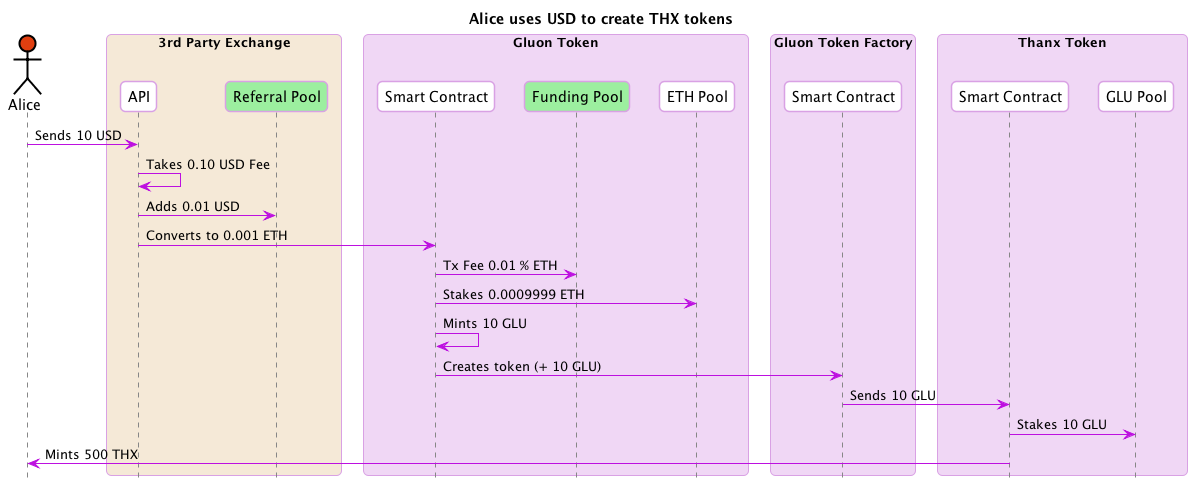 Alice uses USD to create THX tokens
3rd Party Exchange
Gluon Token
Gluon Token Factory
Thanx Token
Alice
API
Referral Pool
Smart Contract
Funding Pool
ETH Pool
Smart Contract
Smart Contract
GLU Pool
Sends 10 USD
Takes 0.10 USD Fee
Adds 0.01 USD
Converts to 0.001 ETH
Tx Fee 0.01 % ETH
Stakes 0.0009999 ETH
Mints 10 GLU
Creates token (+ 10 GLU)
Sends 10 GLU
Stakes 10 GLU
Mints 500 THX